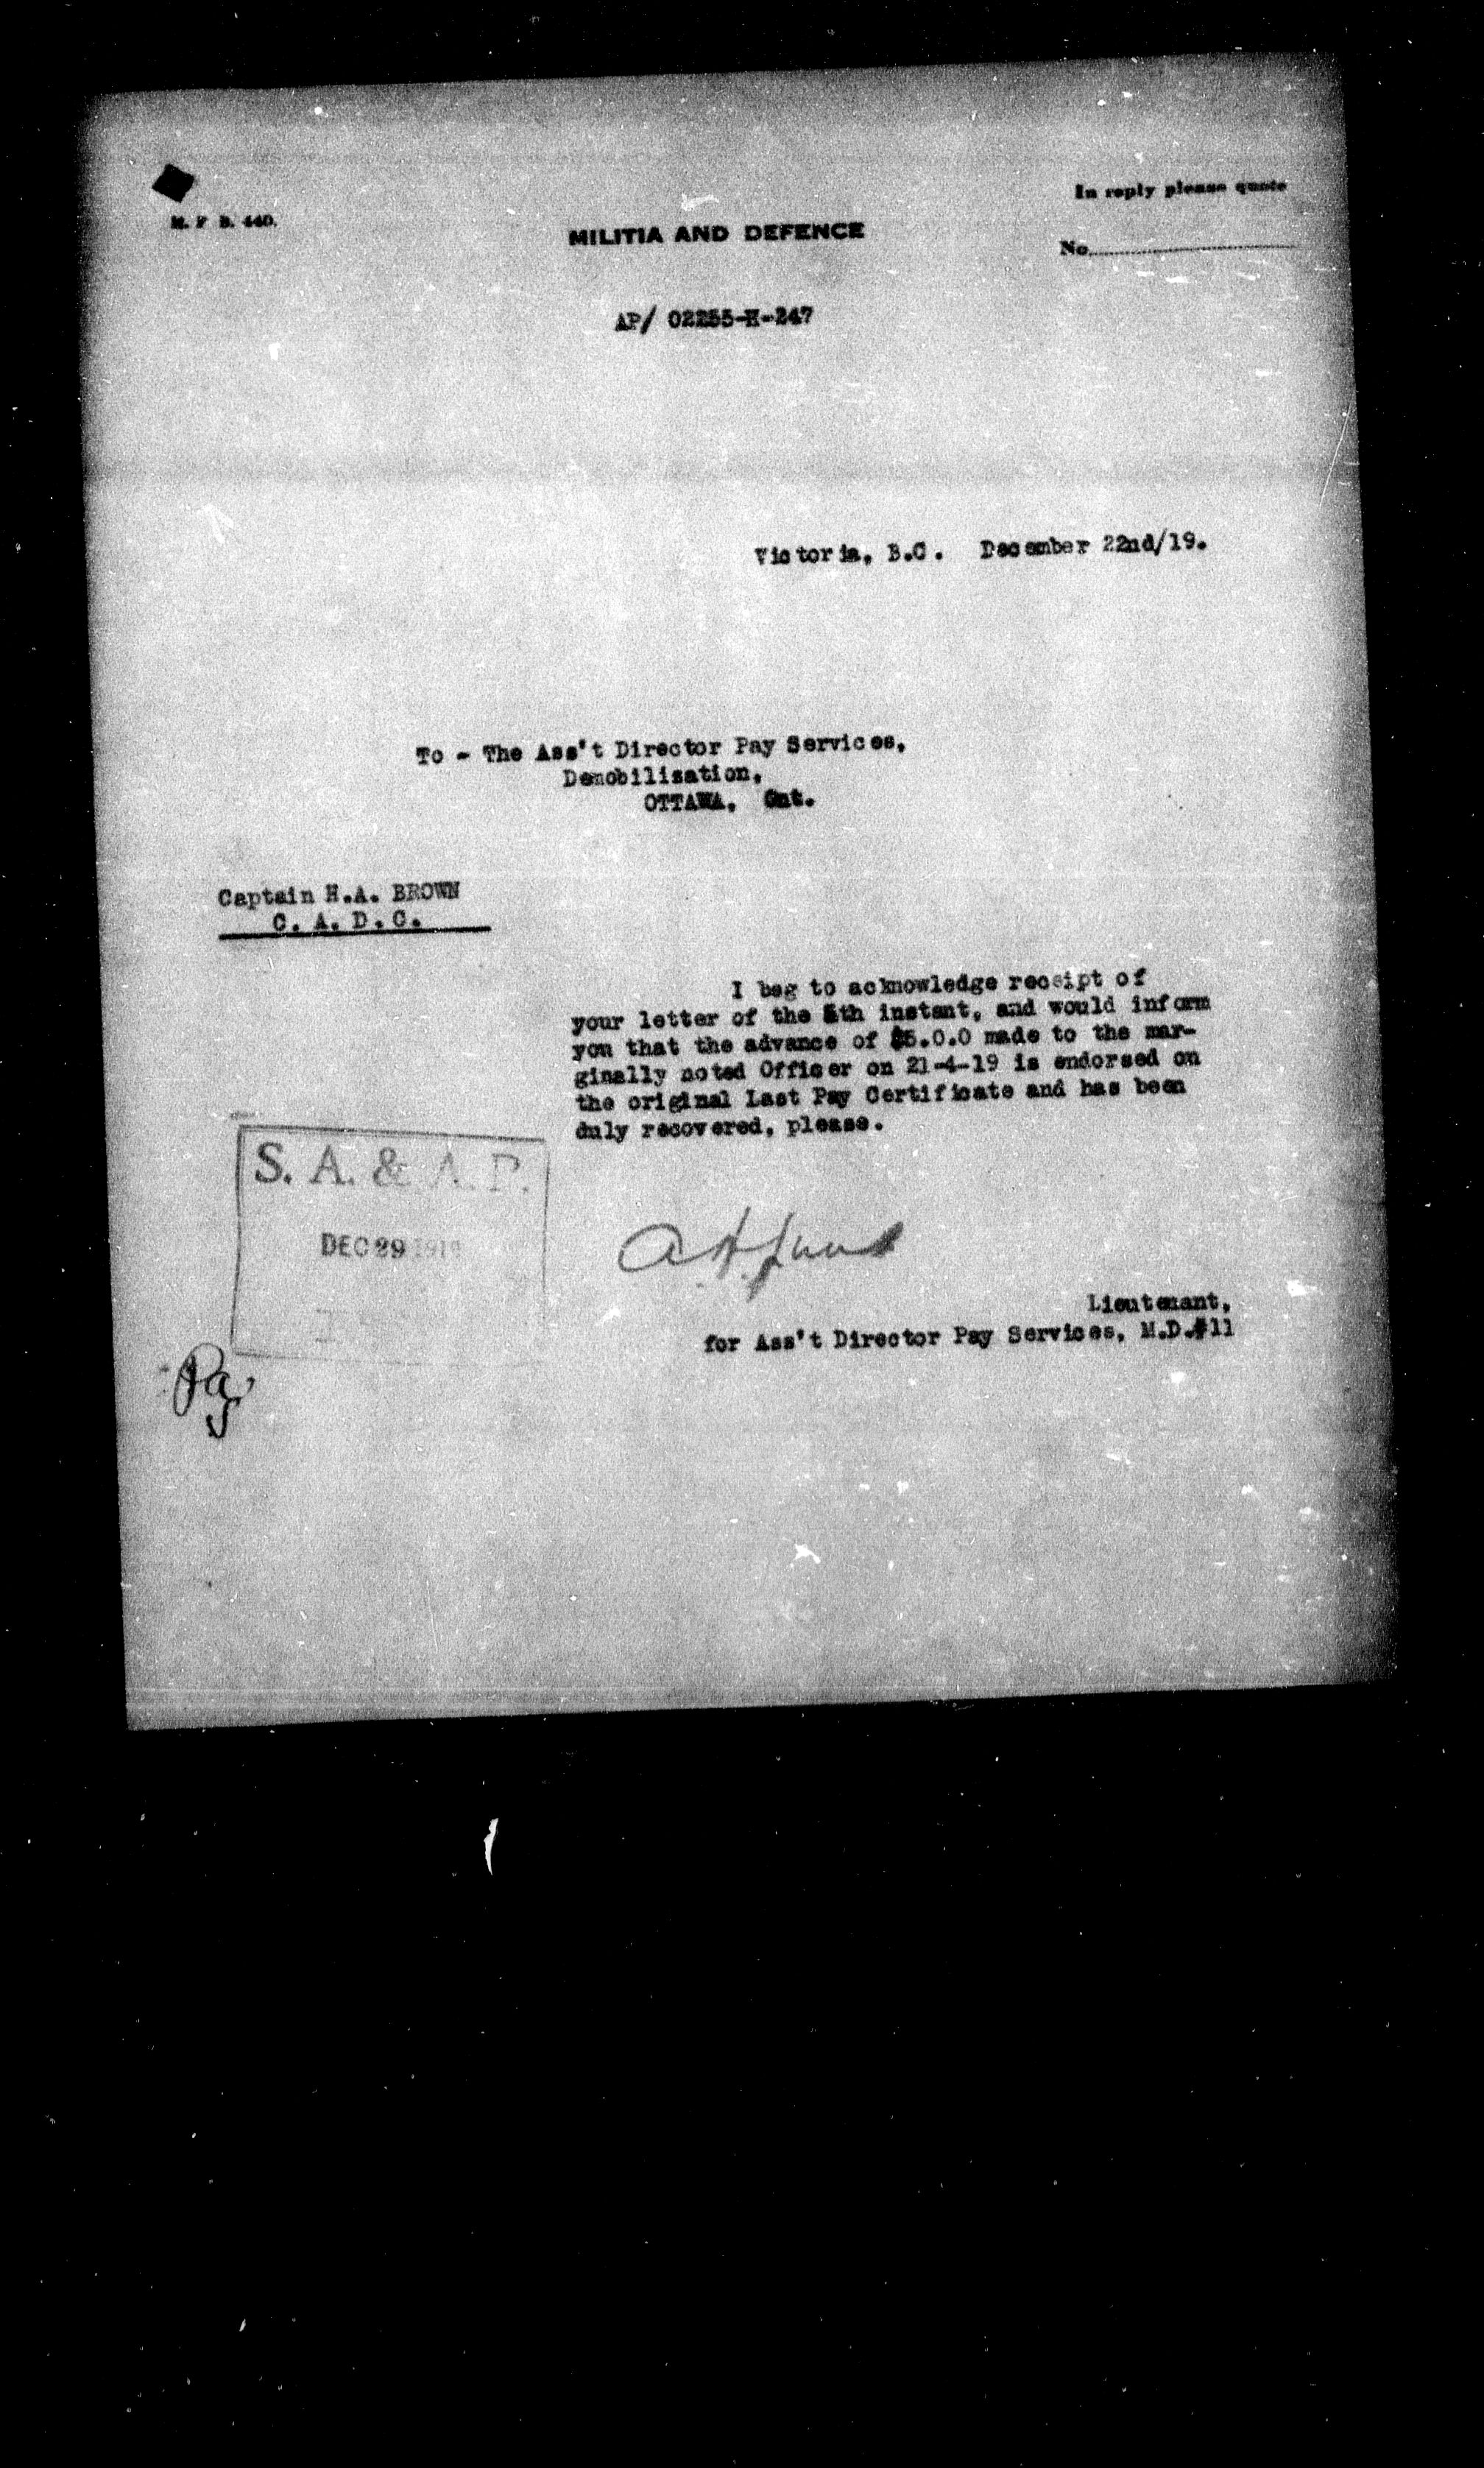 In reply please quote
M. F. B. 440.
MILITIA AND DEFENCE
No.
AP/ 02255-H-247
Victoria, B.C. December 22nd/19.
To - The Ass't Director Pay Services,
Demobilisation,
OTTAWA, Ont.
Captain H.A. BROWN
C. A. D. C.
I beg to acknowledge receipt of
your letter of the 5th instant, and would inform
you that the advance of £5.0.0 made to the mar-
ginally noted Officer on 21-4-19 is endorsed on
the original Last Pay Certificate and has been
duly recovered, please.
S. A. & A. P.
DEC 29 1919
Lieutenant,
for Ass't Director Pay Services, M.D.#11